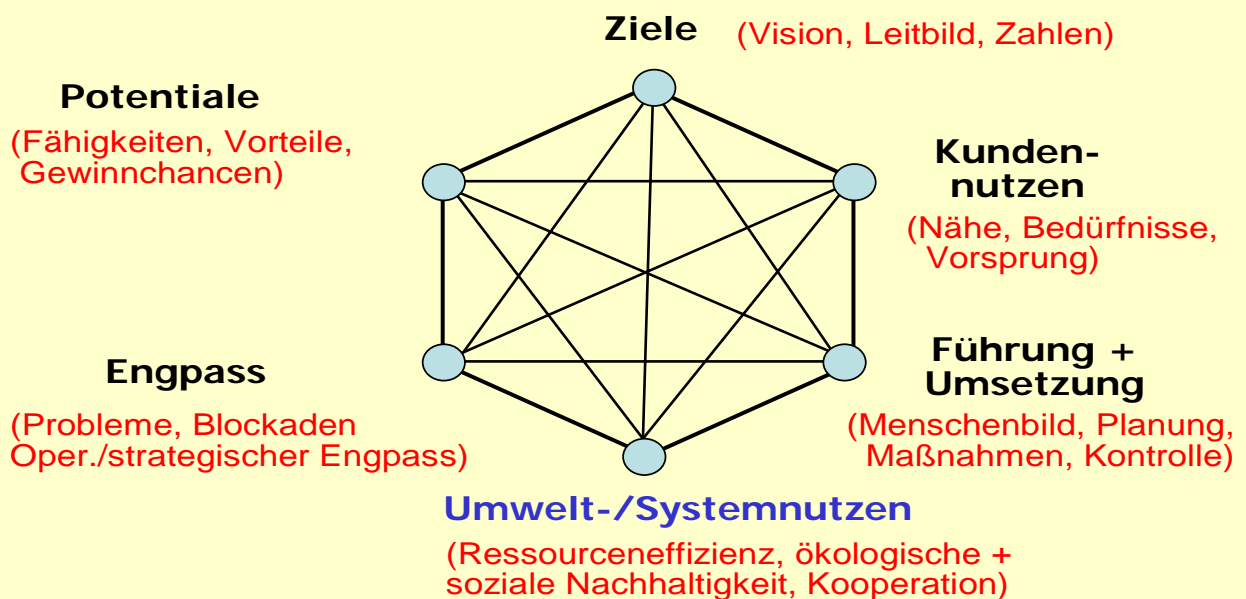 Ziele (Vision, Leitbild, Zahlen)
Potentiale
(Fähigkeiten, Vorteile,
Gewinnchancen)
Kunden-
nutzen
(Nähe, Bedürfnisse,
Vorsprung)
Engpass
(Probleme, Blockaden
Oper./strategischer Engpass)
Führung +
Umsetzung
(Menschenbild, Planung,
Maßnahmen, Kontrolle)
Umwelt-/Systemnutzen
(Ressourceneffizienz, ökologische +
soziale Nachhaltigkeit, Kooperation)